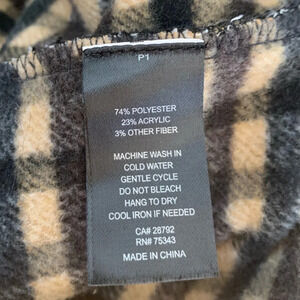 P1
74% POLYESTER
23% ACRYLIC
3% OTHER FIBER
MACHINE WASH IN
COLD WATER
GENTLE CYCLE
DO NOT BLEACH
HANG TO DRY
COOL IRON IF NEEDED
CA# 28792
RN# 75343
MADE IN CHINA